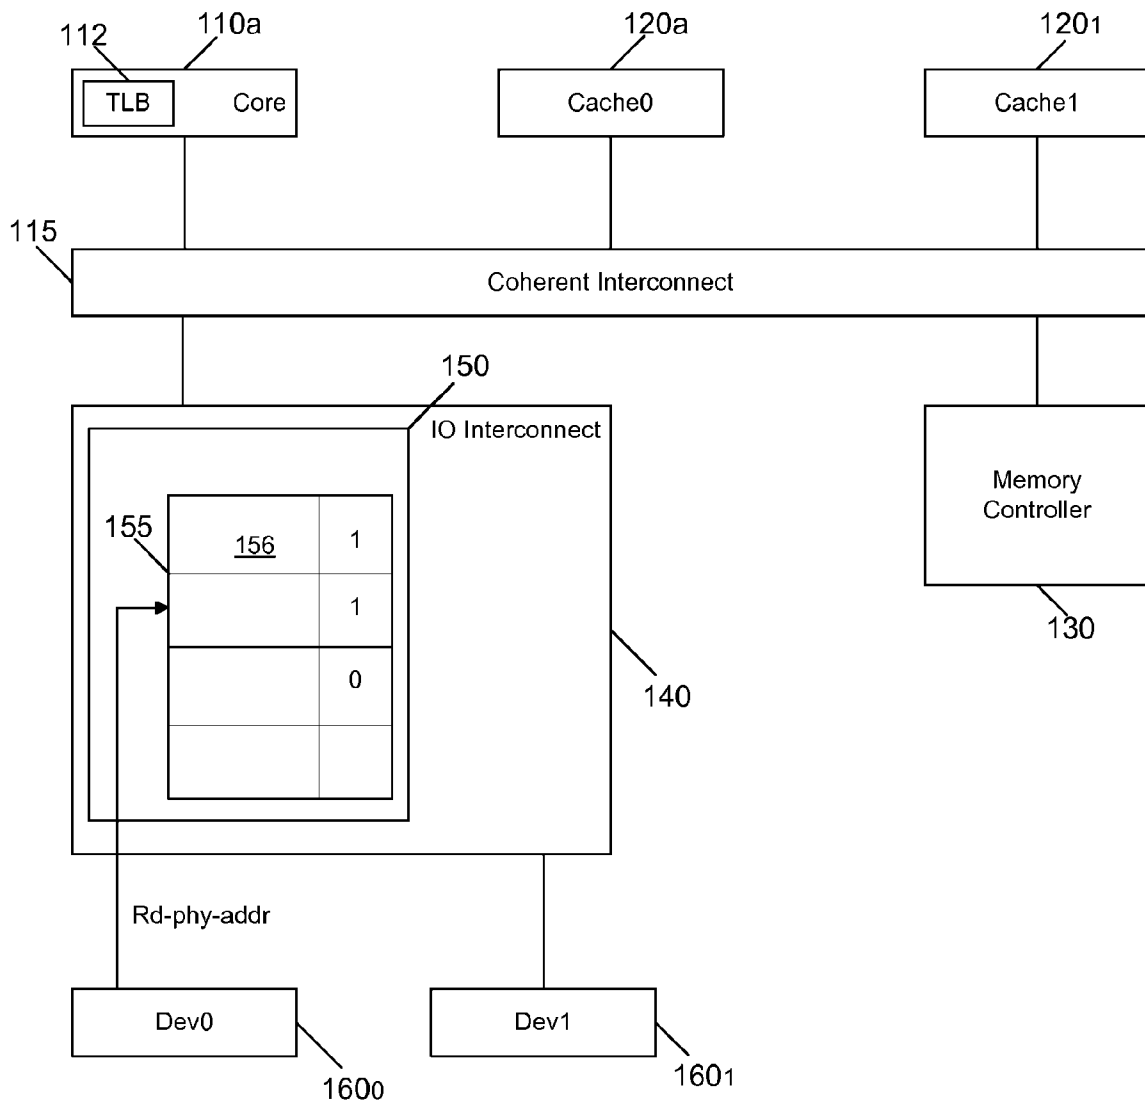 112
110a
120a
1201
TLB
Core
Cache0
Cache1
115
Coherent Interconnect
150
IO Interconnect
155
156
1
1
0
Memory
Controller
130
140
Rd-phy-addr
Dev0
Dev1
1600
1601